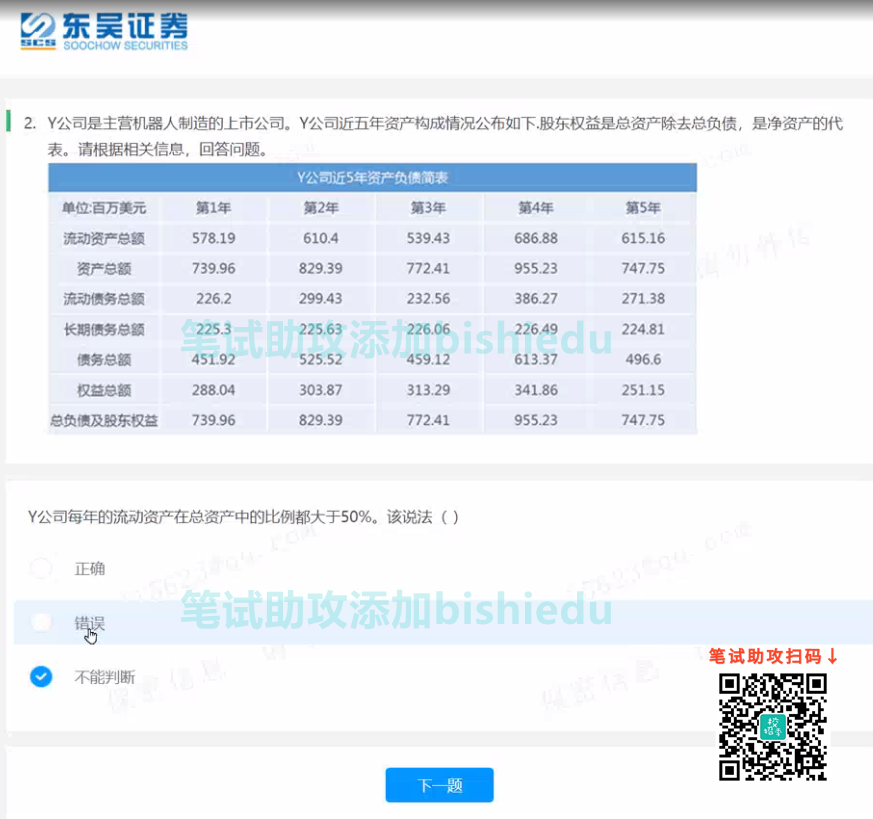 东吴证券
SCS SOOCHOW SECURITIES
2. Y公司是主营机器人制造的上市公司。Y公司近五年资产构成情况公布如下.股东权益是总资产除去总负债，是净资产的代
表。请根据相关信息，回答问题。
Y公司近5年资产负债简表
单位:百万美元 第1年 第2年 第3年 第4年 第5年
流动资产总额 578.19 610.4 539.43 686.88 615.16
资产总额 739.96 829.39 772.41 955.23 747.75
流动债务总额 226.2 299.43 232.56 386.27 271.38
长期债务总额 225.3 225.63 226.06 226.49 224.81
笔试助攻添加bishiedu
债务总额 451.92 525.52 459.12 613.37 496.6
权益总额 288.04 303.87 313.29 341.86 251.15
总负债及股东权益 739.96 829.39 772.41 955.23 747.75
Y公司每年的流动资产在总资产中的比例都大于50%。该说法（ ）
正确
笔试助攻添加bishiedu
错误
笔试助攻扫码↓
不能判断
保密信息
保密信息
下一题